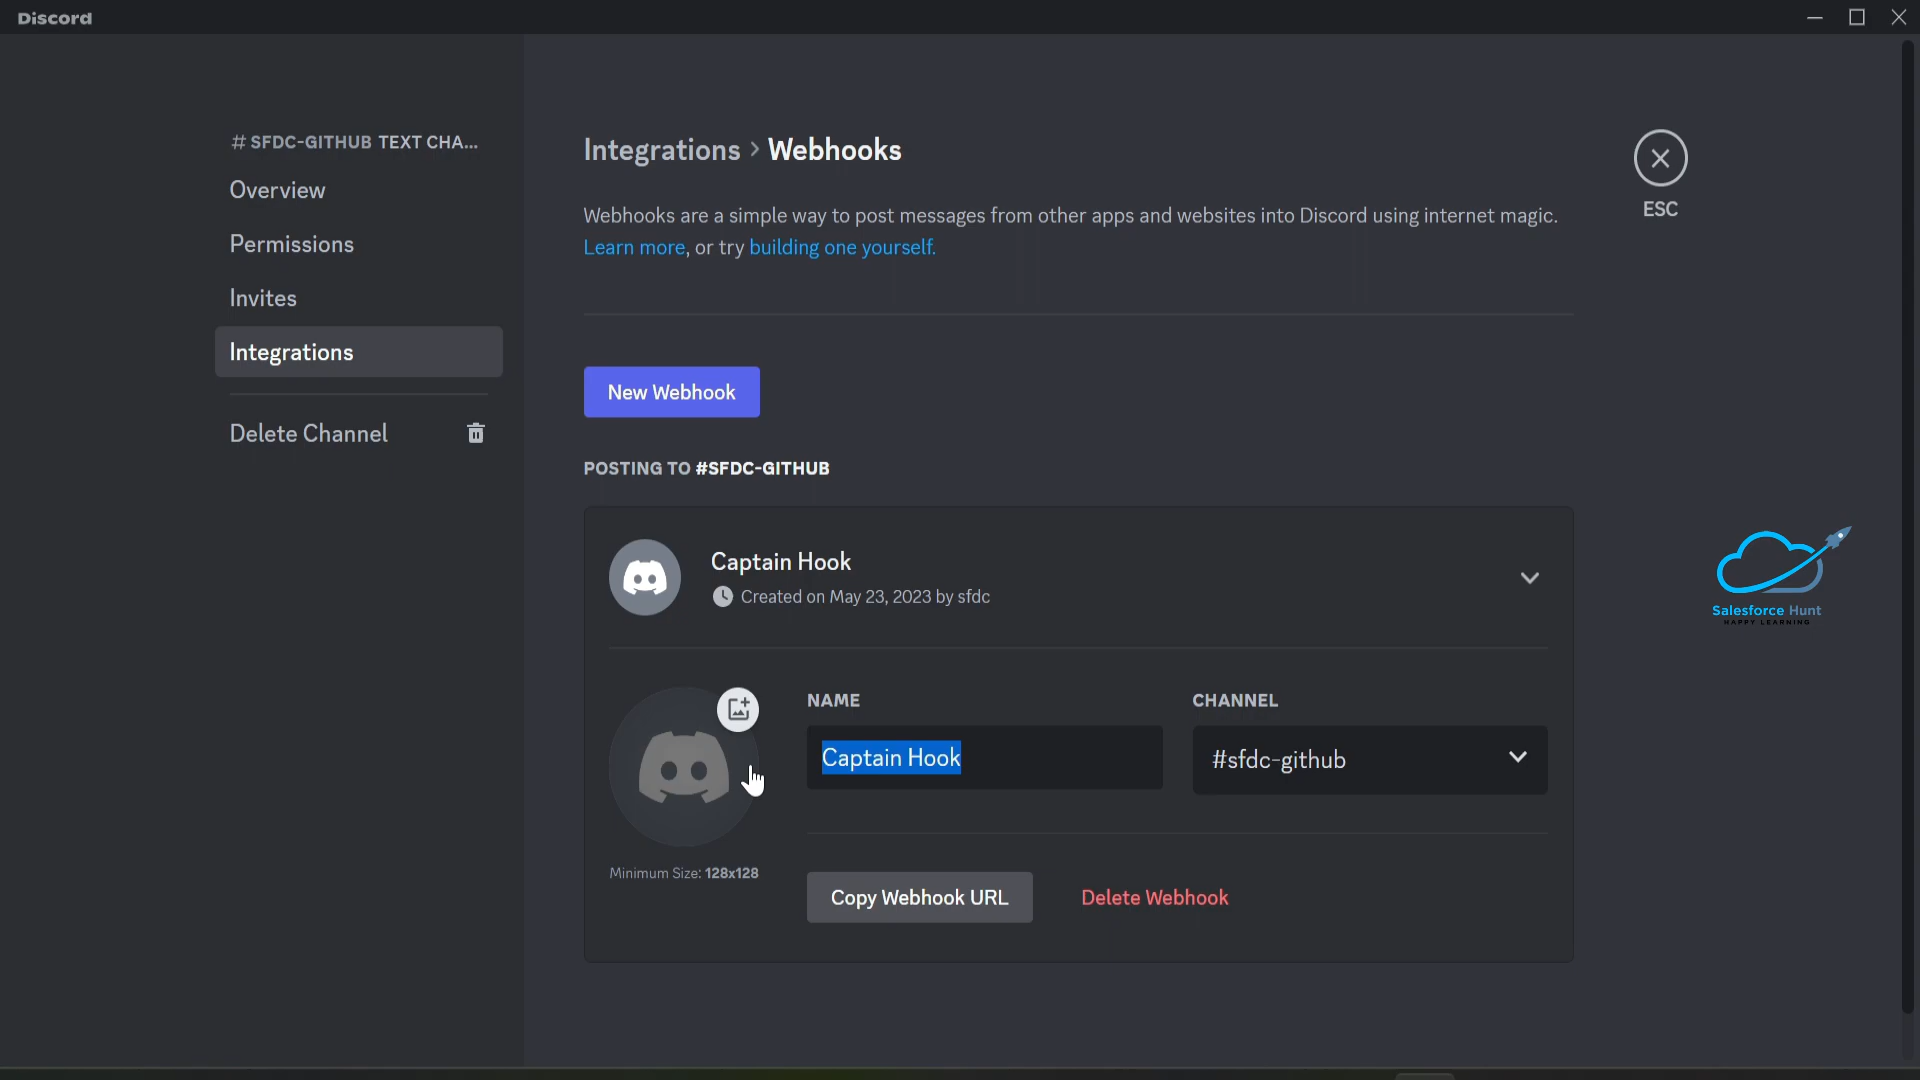 Discord
# SFDC-GITHUB TEXT CHA...
Overview
Permissions
Invites
Integrations
Delete Channel
Integrations > Webhooks
ESC
Webhooks are a simple way to post messages from other apps and websites into Discord using internet magic.
Learn more, or try building one yourself.
New Webhook
POSTING TO #SFDC-GITHUB
Captain Hook
Created on May 23, 2023 by sfdc
Salesforce Hunt
HAPPY LEARNING
NAME
CHANNEL
Captain Hook
#sfdc-github
Minimum Size: 128x128
Copy Webhook URL
Delete Webhook